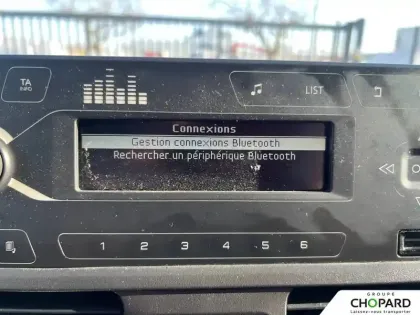 TA
INFO
LIST
Connexions
Gestion connexions Bluetooth
Rechercher un périphérique Bluetooth
1 2 3 4 5 6
GROUPE
CHOPARD
Laissez-nous transporter